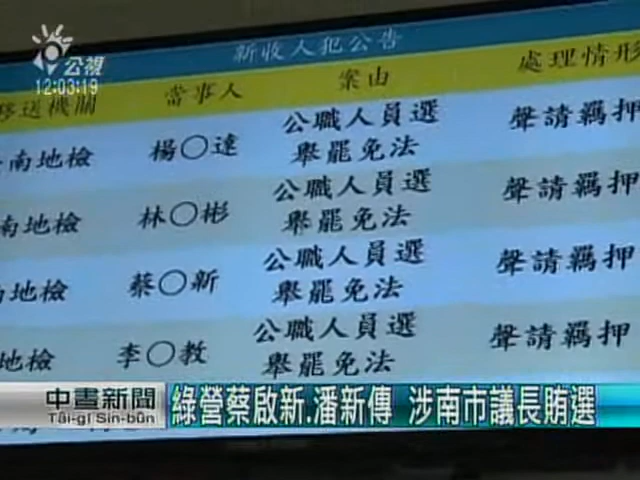 公視
12:03:19
新收人犯公告
移送機關 當事人 案由 處理情形
南地檢 楊○達 公職人員選舉罷免法 聲請羈押
南地檢 林○彬 公職人員選舉罷免法 聲請羈押
地檢 蔡○新 公職人員選舉罷免法 聲請羈押
地檢 李○教 公職人員選舉罷免法 聲請羈押
中晝新聞 綠營蔡啟新.潘新傳 涉南市議長賄選
Tâi-gí Sin-bûn